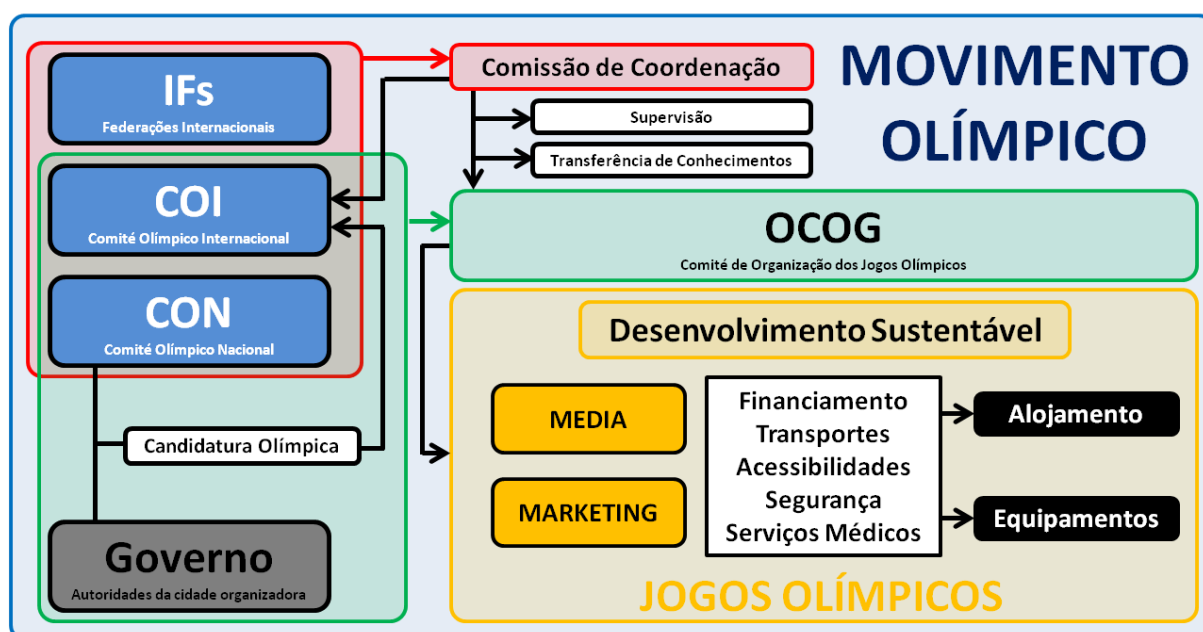 IFs
Federações Internacionais
COI
Comité Olímpico Internacional
CON
Comité Olímpico Nacional
Candidatura Olímpica
Governo
Autoridades da cidade organizadora
Comissão de Coordenação
Supervisão
Transferência de Conhecimentos
MOVIMENTO
OLÍMPICO
OCOG
Comité de Organização dos Jogos Olímpicos
Desenvolvimento Sustentável
MEDIA
MARKETING
Financiamento
Transportes
Acessibilidades
Segurança
Serviços Médicos
Alojamento
Equipamentos
JOGOS OLÍMPICOS